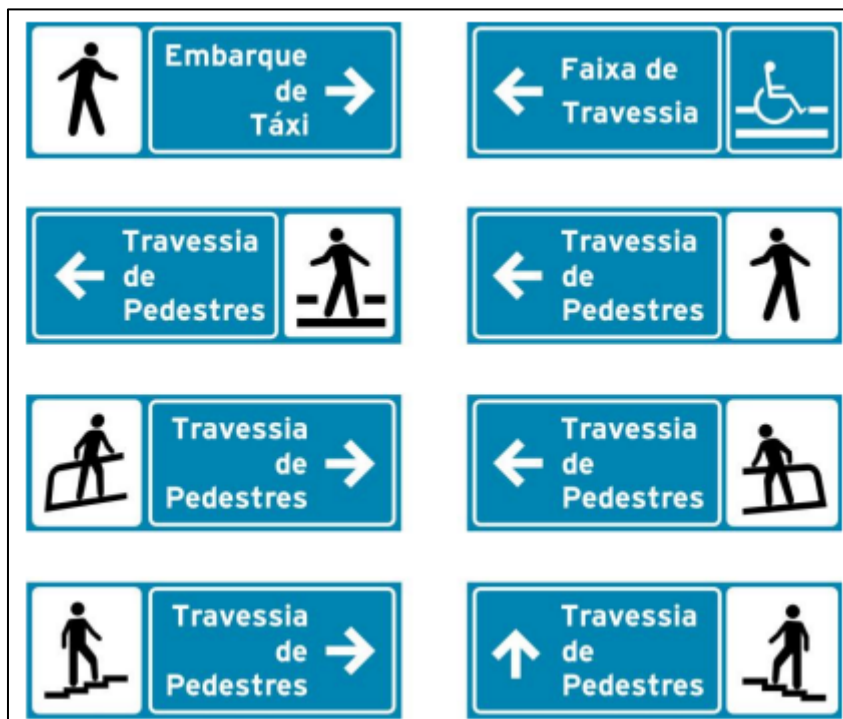 Embarque
de
Táxi
Faixa de
Travessia
Travessia
de
Pedestres
Travessia
de
Pedestres
Travessia
de
Pedestres
Travessia
de
Pedestres
Travessia
de
Pedestres
Travessia
de
Pedestres